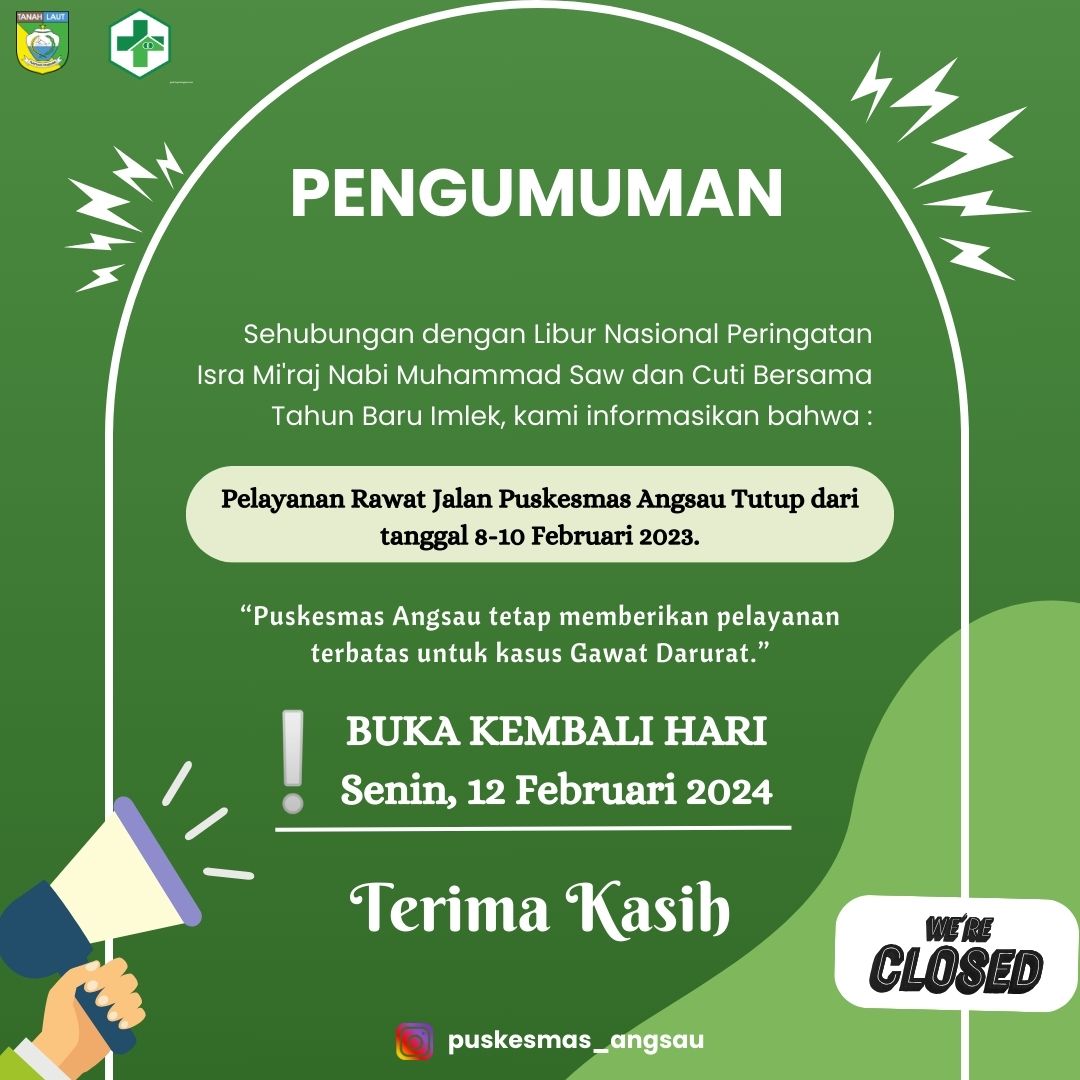 TANAH LAUT
PENGUMUMAN
Sehubungan dengan Libur Nasional Peringatan
Isra Mi'raj Nabi Muhammad Saw dan Cuti Bersama
Tahun Baru Imlek, kami informasikan bahwa :
Pelayanan Rawat Jalan Puskesmas Angsau Tutup dari
tanggal 8-10 Februari 2023.
“Puskesmas Angsau tetap memberikan pelayanan
terbatas untuk kasus Gawat Darurat.”
BUKA KEMBALI HARI
Senin, 12 Februari 2024
Terima Kasih
WE'RE
CLOSED
puskesmas_angsau